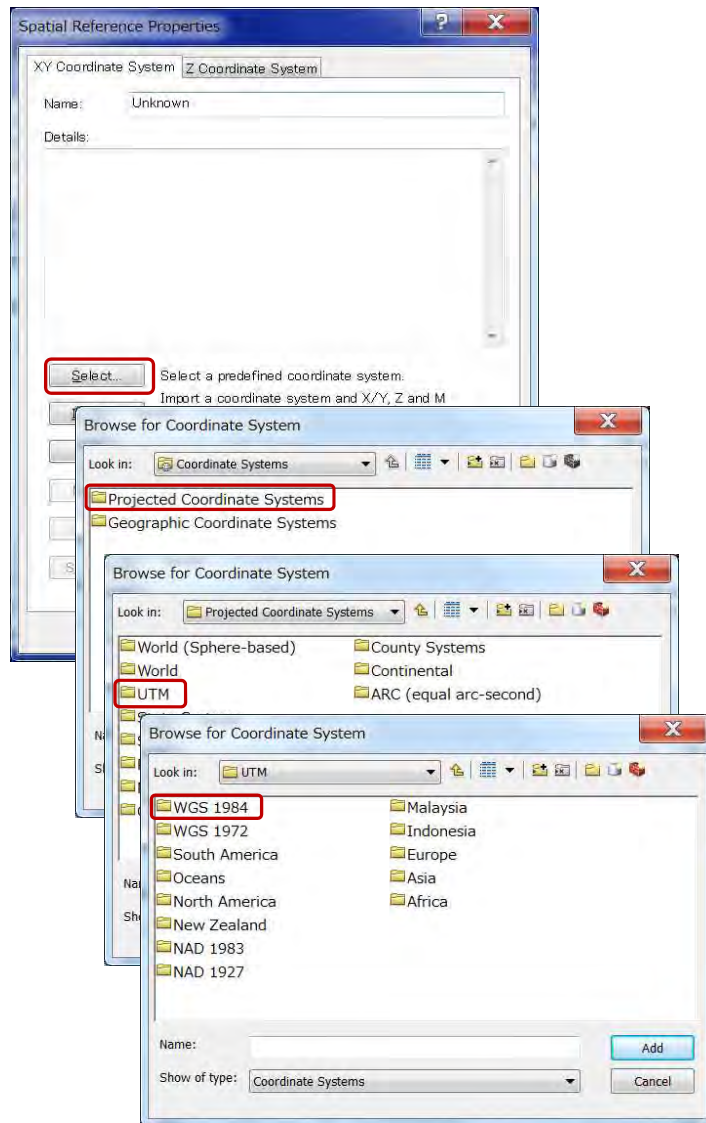 Spatial Reference Properties
XY Coordinate System Z Coordinate System
Name: Unknown
Details:
Select... Select a predefined coordinate system.
Import a coordinate system and X/Y, Z and M
Browse for Coordinate System
Look in: Coordinate Systems
Projected Coordinate Systems
Geographic Coordinate Systems
Browse for Coordinate System
Look in: Projected Coordinate Systems
World (Sphere-based) County Systems
World Continental
UTM ARC (equal arc-second)
Browse for Coordinate System
Look in: UTM
WGS 1984 Malaysia
WGS 1972 Indonesia
South America Europe
Oceans Asia
North America Africa
New Zealand
NAD 1983
NAD 1927
Name: Add
Show of type: Coordinate Systems Cancel